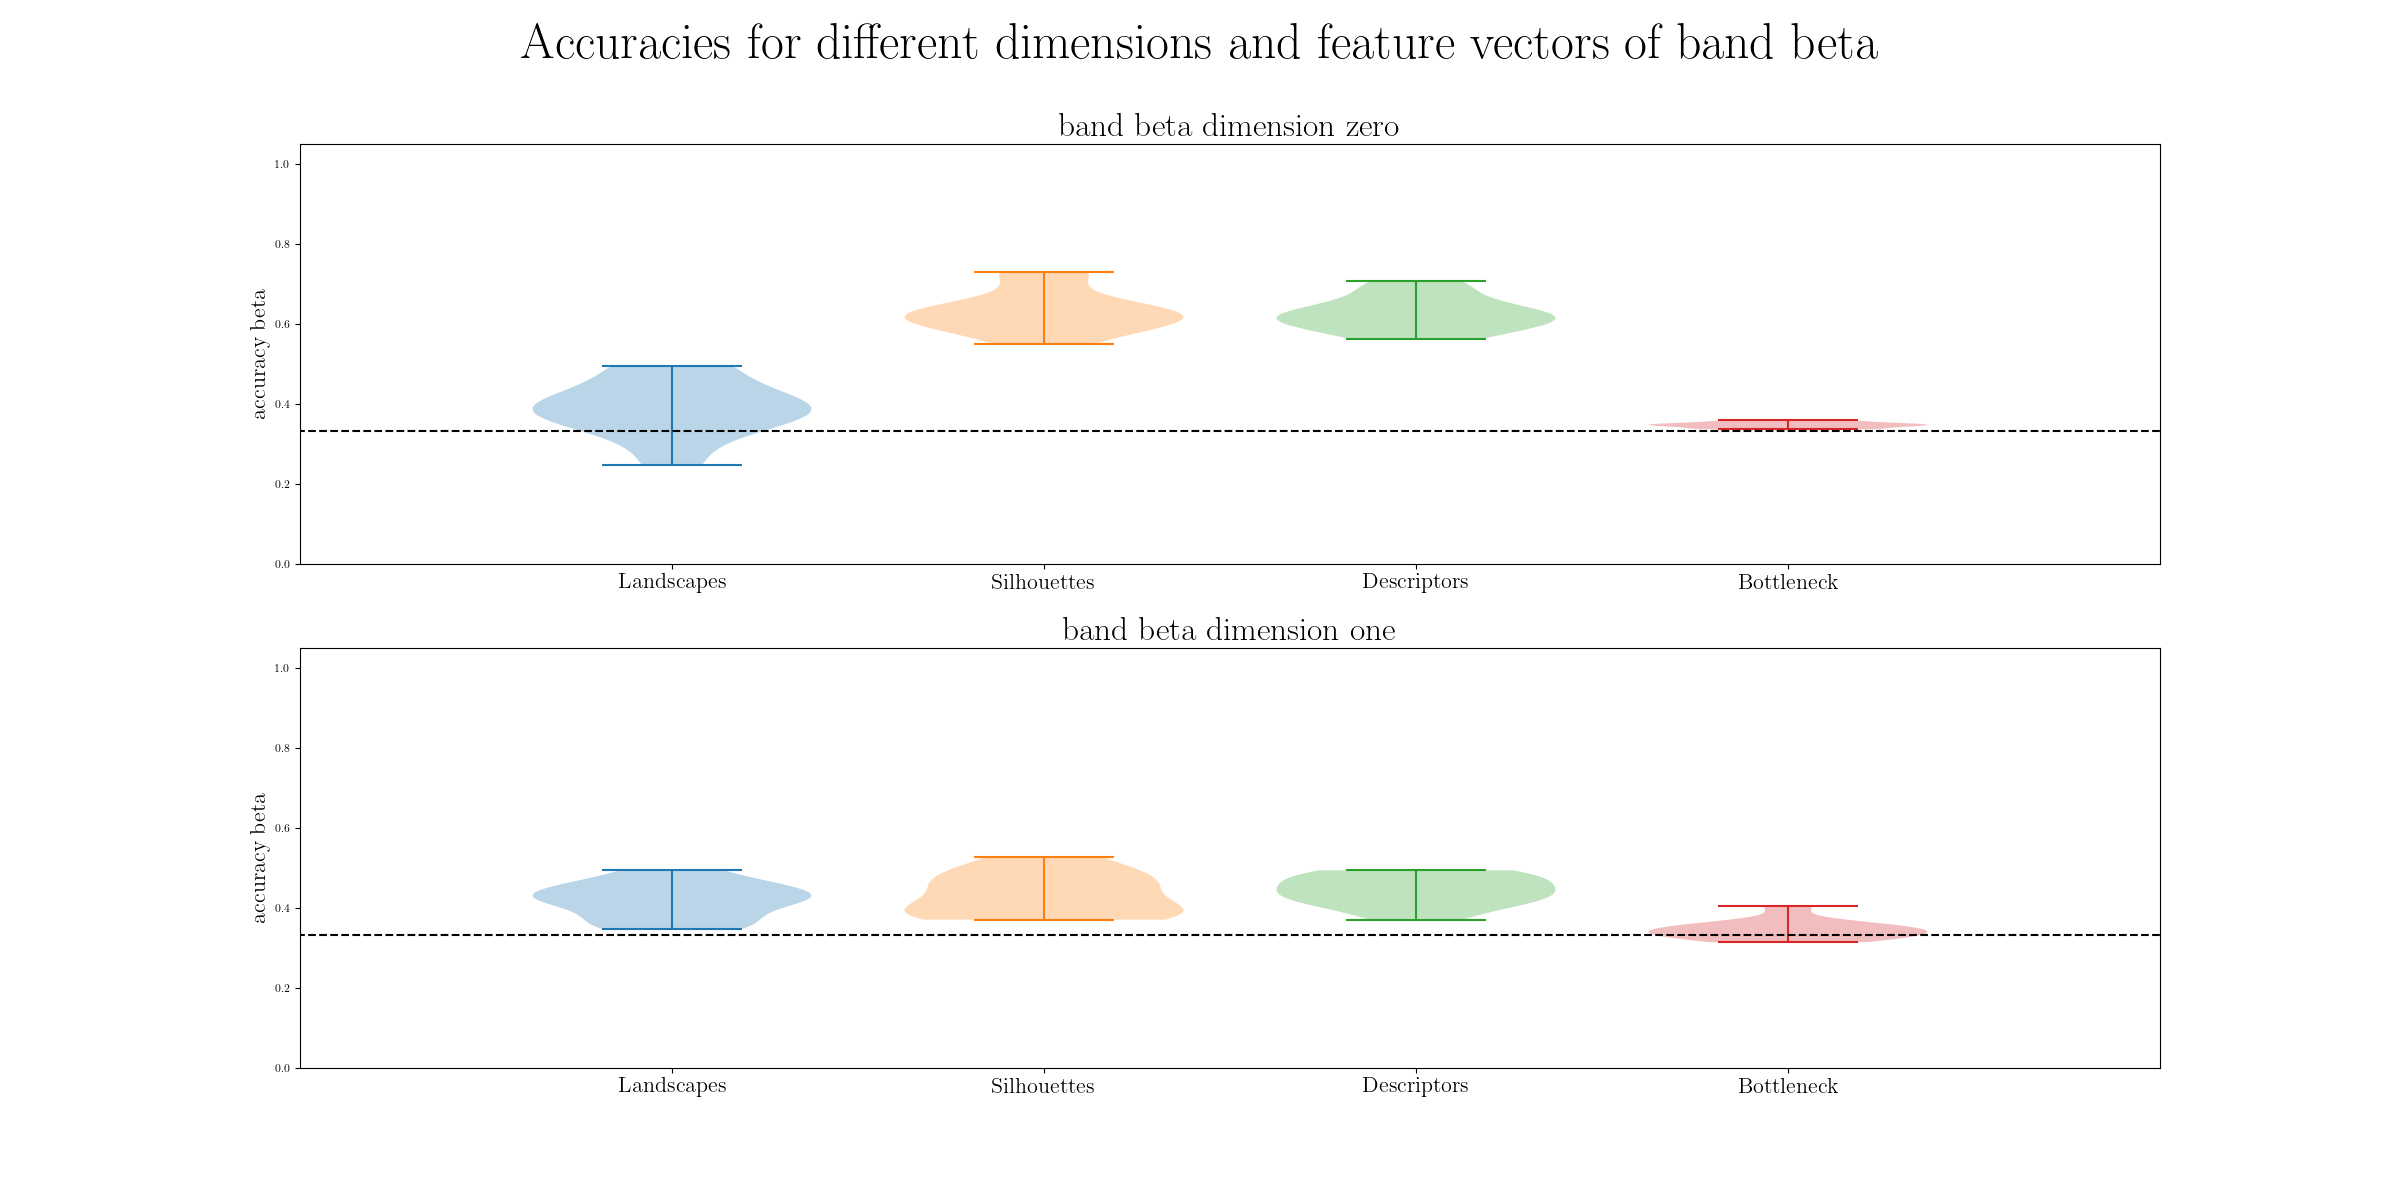 Accuracies for different dimensions and feature vectors of band beta
band beta dimension zero
accuracy beta
1.0
0.8
0.6
0.4
0.2
0.0
Landscapes Silhouettes Descriptors Bottleneck
band beta dimension one
accuracy beta
1.0
0.8
0.6
0.4
0.2
0.0
Landscapes Silhouettes Descriptors Bottleneck